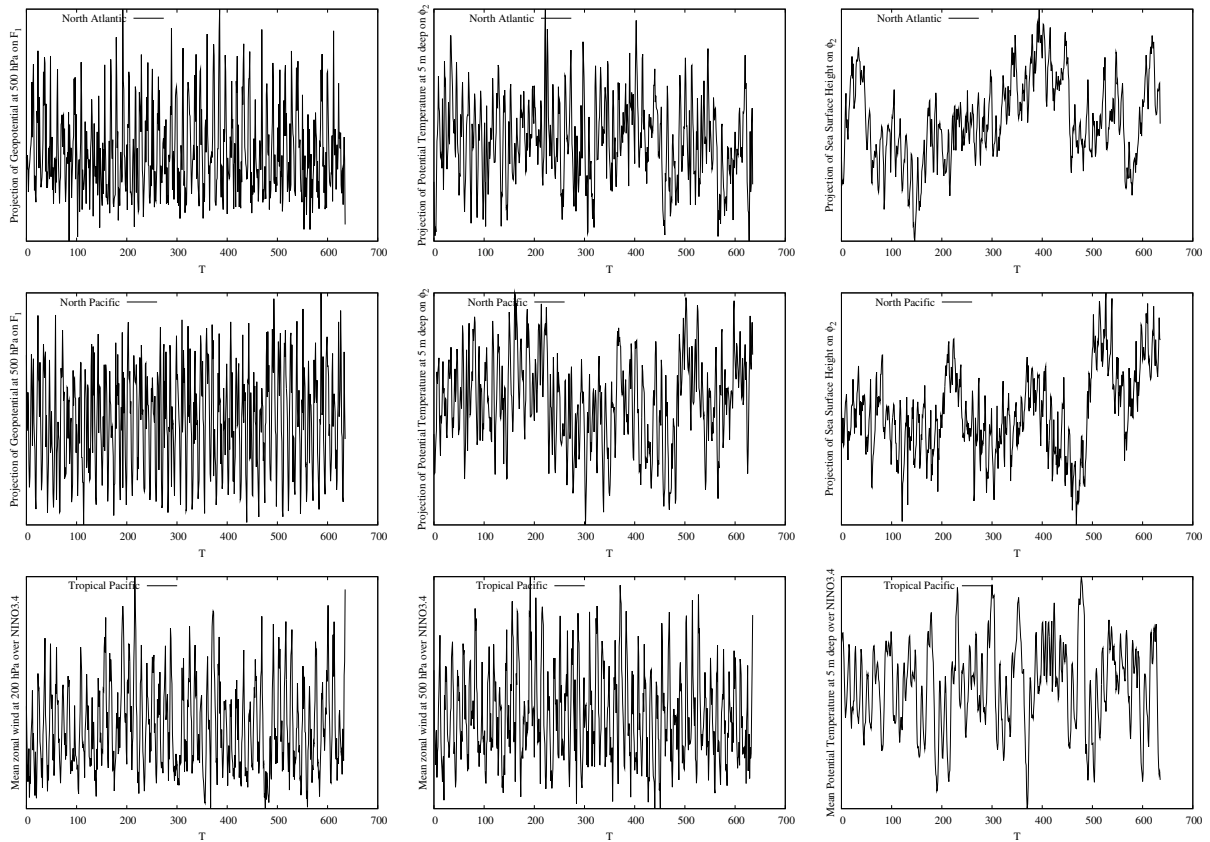 North Atlantic
Projection of Geopotential at 500 hPa on F₁
0 100 200 300 400 500 600 700
T
North Atlantic
Projection of Potential Temperature at 5 m deep on ϕ₂
0 100 200 300 400 500 600 700
T
North Atlantic
Projection of Sea Surface Height on ϕ₂
0 100 200 300 400 500 600 700
T
North Pacific
Projection of Geopotential at 500 hPa on F₁
0 100 200 300 400 500 600 700
T
North Pacific
Projection of Potential Temperature at 5 m deep on ϕ₂
0 100 200 300 400 500 600 700
T
North Pacific
Projection of Sea Surface Height on ϕ₂
0 100 200 300 400 500 600 700
T
Tropical Pacific
Mean zonal wind at 200 hPa over NINO3.4
0 100 200 300 400 500 600 700
T
Tropical Pacific
Mean zonal wind at 500 hPa over NINO3.4
0 100 200 300 400 500 600 700
T
Tropical Pacific
Mean Potential Temperature at 5 m deep over NINO3.4
0 100 200 300 400 500 600 700
T